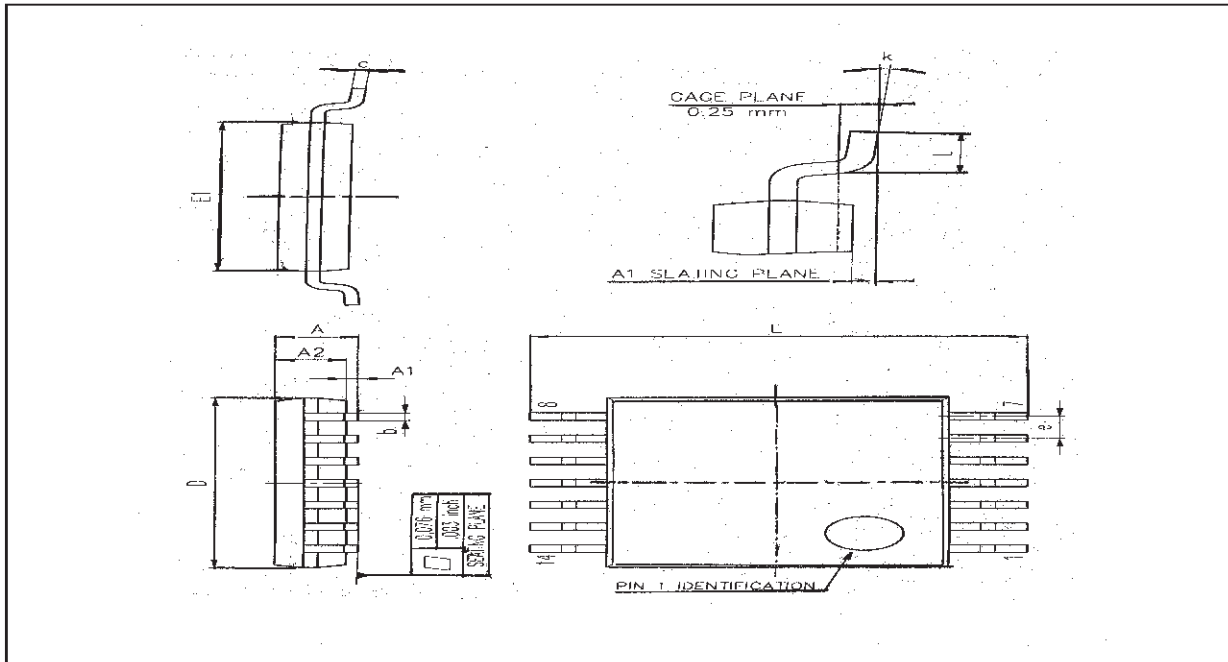 c
k
GAGE PLANE
0.25 mm
L
E1
A1 SLAJING PLANE
A
A2
A1
L
8
7
b
e
D
0,076 mm
.003 inch
SEATING PLANE
14
1
PIN 1 IDENTIFICATION